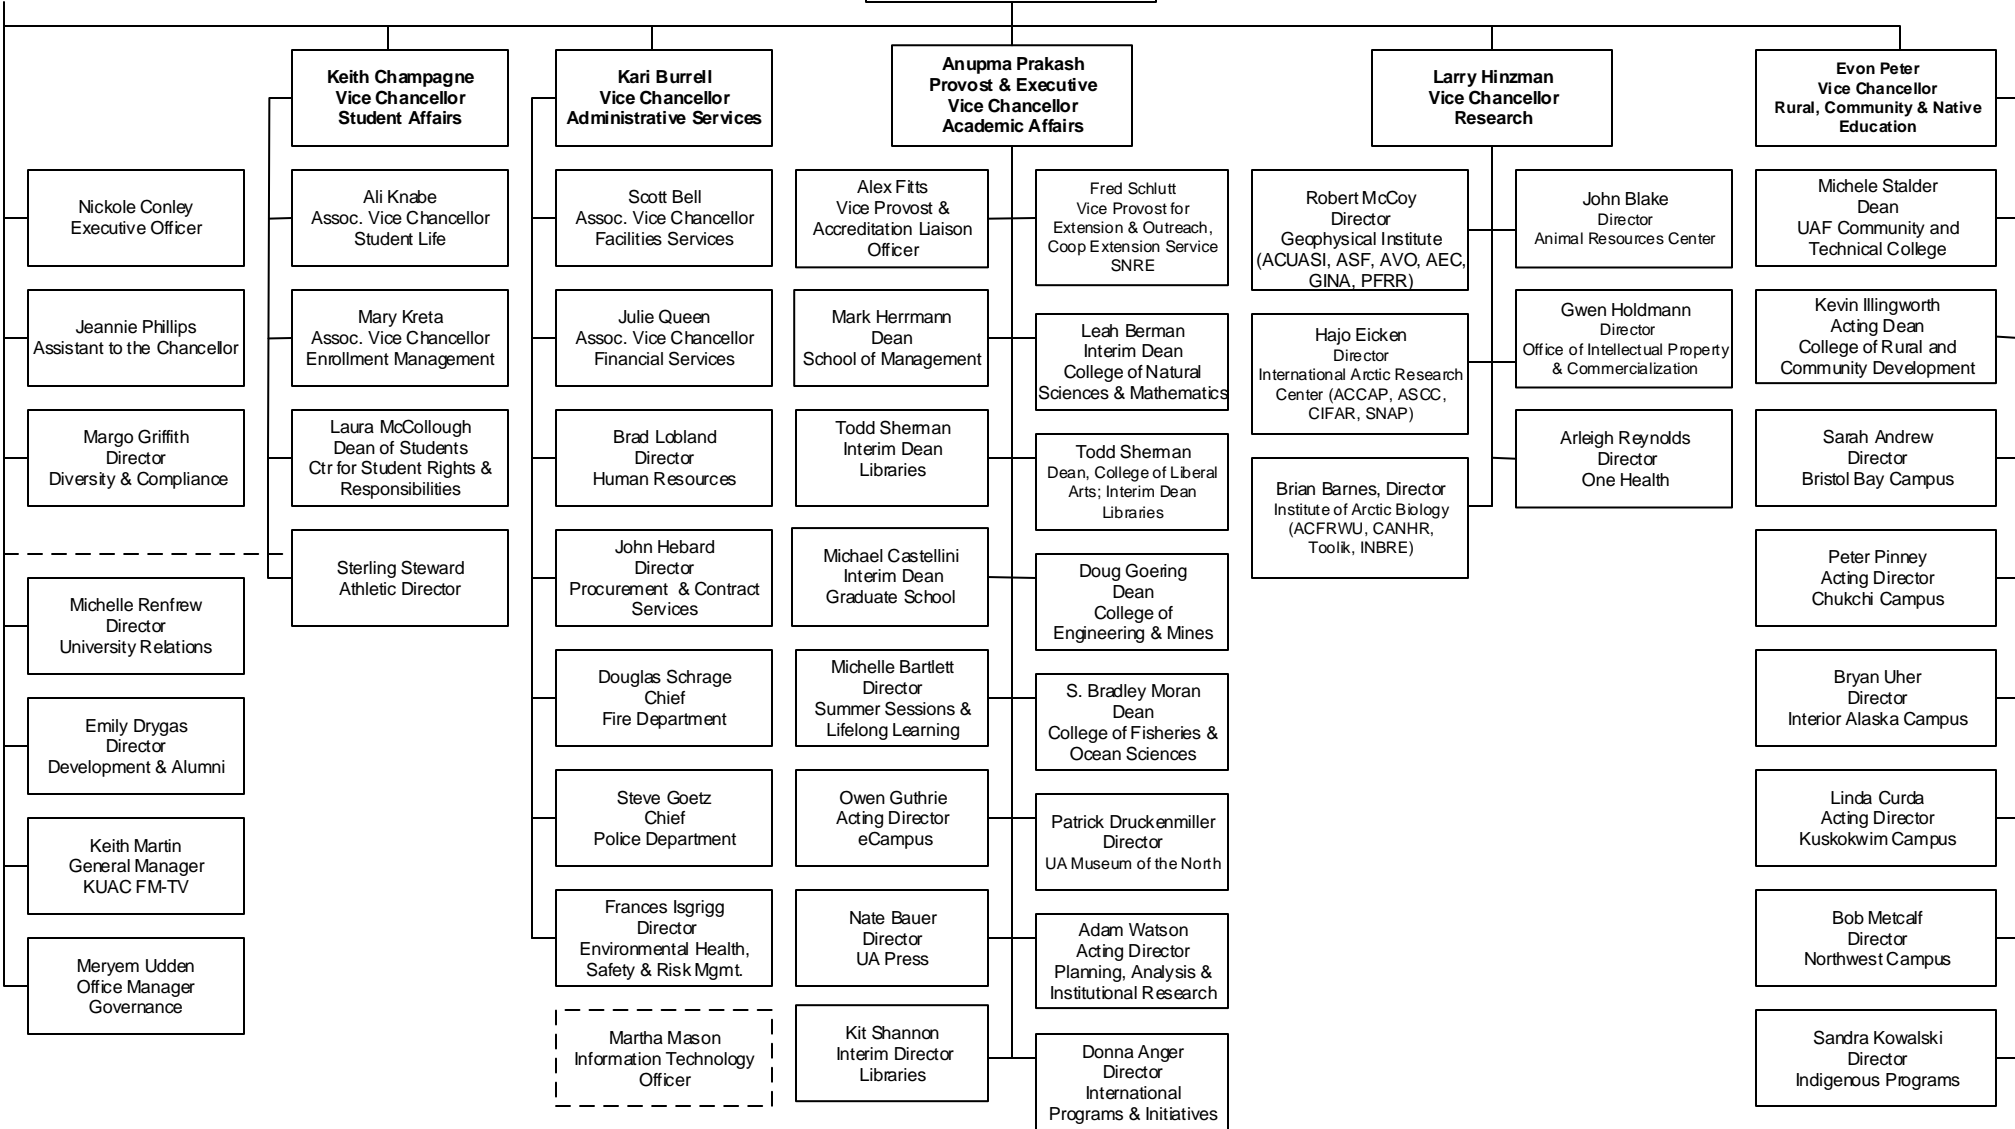 Keith Champagne
Vice Chancellor
Student Affairs
Kari Burrell
Vice Chancellor
Administrative Services
Anupma Prakash
Provost & Executive
Vice Chancellor
Academic Affairs
Larry Hinzman
Vice Chancellor
Research
Evon Peter
Vice Chancellor
Rural, Community & Native
Education
Nickole Conley
Executive Officer
Jeannie Phillips
Assistant to the Chancellor
Margo Griffith
Director
Diversity & Compliance
Michelle Renfrew
Director
University Relations
Emily Drygas
Director
Development & Alumni
Keith Martin
General Manager
KUAC FM-TV
Meryem Udden
Office Manager
Governance
Ali Knabe
Assoc. Vice Chancellor
Student Life
Mary Kreta
Assoc. Vice Chancellor
Enrollment Management
Laura McCollough
Dean of Students
Ctr for Student Rights &
Responsibilities
Sterling Steward
Athletic Director
Scott Bell
Assoc. Vice Chancellor
Facilities Services
Julie Queen
Assoc. Vice Chancellor
Financial Services
Brad Lobland
Director
Human Resources
John Hebard
Director
Procurement & Contract
Services
Douglas Schrage
Chief
Fire Department
Steve Goetz
Chief
Police Department
Frances Isgrigg
Director
Environmental Health,
Safety & Risk Mgmt.
Martha Mason
Information Technology
Officer
Alex Fitts
Vice Provost &
Accreditation Liaison
Officer
Mark Herrmann
Dean
School of Management
Todd Sherman
Interim Dean
Libraries
Michael Castellini
Interim Dean
Graduate School
Michelle Bartlett
Director
Summer Sessions &
Lifelong Learning
Owen Guthrie
Acting Director
eCampus
Nate Bauer
Director
UA Press
Kit Shannon
Interim Director
Libraries
Fred Schlutt
Vice Provost for
Extension & Outreach,
Coop Extension Service
SNRE
Leah Berman
Interim Dean
College of Natural
Sciences & Mathematics
Todd Sherman
Dean, College of Liberal
Arts; Interim Dean
Libraries
Doug Goering
Dean
College of
Engineering & Mines
S. Bradley Moran
Dean
College of Fisheries &
Ocean Sciences
Patrick Druckenmiller
Director
UA Museum of the North
Adam Watson
Acting Director
Planning, Analysis &
Institutional Research
Donna Anger
Director
International
Programs & Initiatives
Robert McCoy
Director
Geophysical Institute
(ACUASI, ASF, AVO, AEC,
GINA, PFRR)
Hajo Eicken
Director
International Arctic Research
Center (ACCAP, ASCC,
CIFAR, SNAP)
Brian Barnes, Director
Institute of Arctic Biology
(ACFRWU, CANHR,
Toolik, INBRE)
John Blake
Director
Animal Resources Center
Gwen Holdmann
Director
Office of Intellectual Property
& Commercialization
Arleigh Reynolds
Director
One Health
Michele Stalder
Dean
UAF Community and
Technical College
Kevin Illingworth
Acting Dean
College of Rural and
Community Development
Sarah Andrew
Director
Bristol Bay Campus
Peter Pinney
Acting Director
Chukchi Campus
Bryan Uher
Director
Interior Alaska Campus
Linda Curda
Acting Director
Kuskokwim Campus
Bob Metcalf
Director
Northwest Campus
Sandra Kowalski
Director
Indigenous Programs